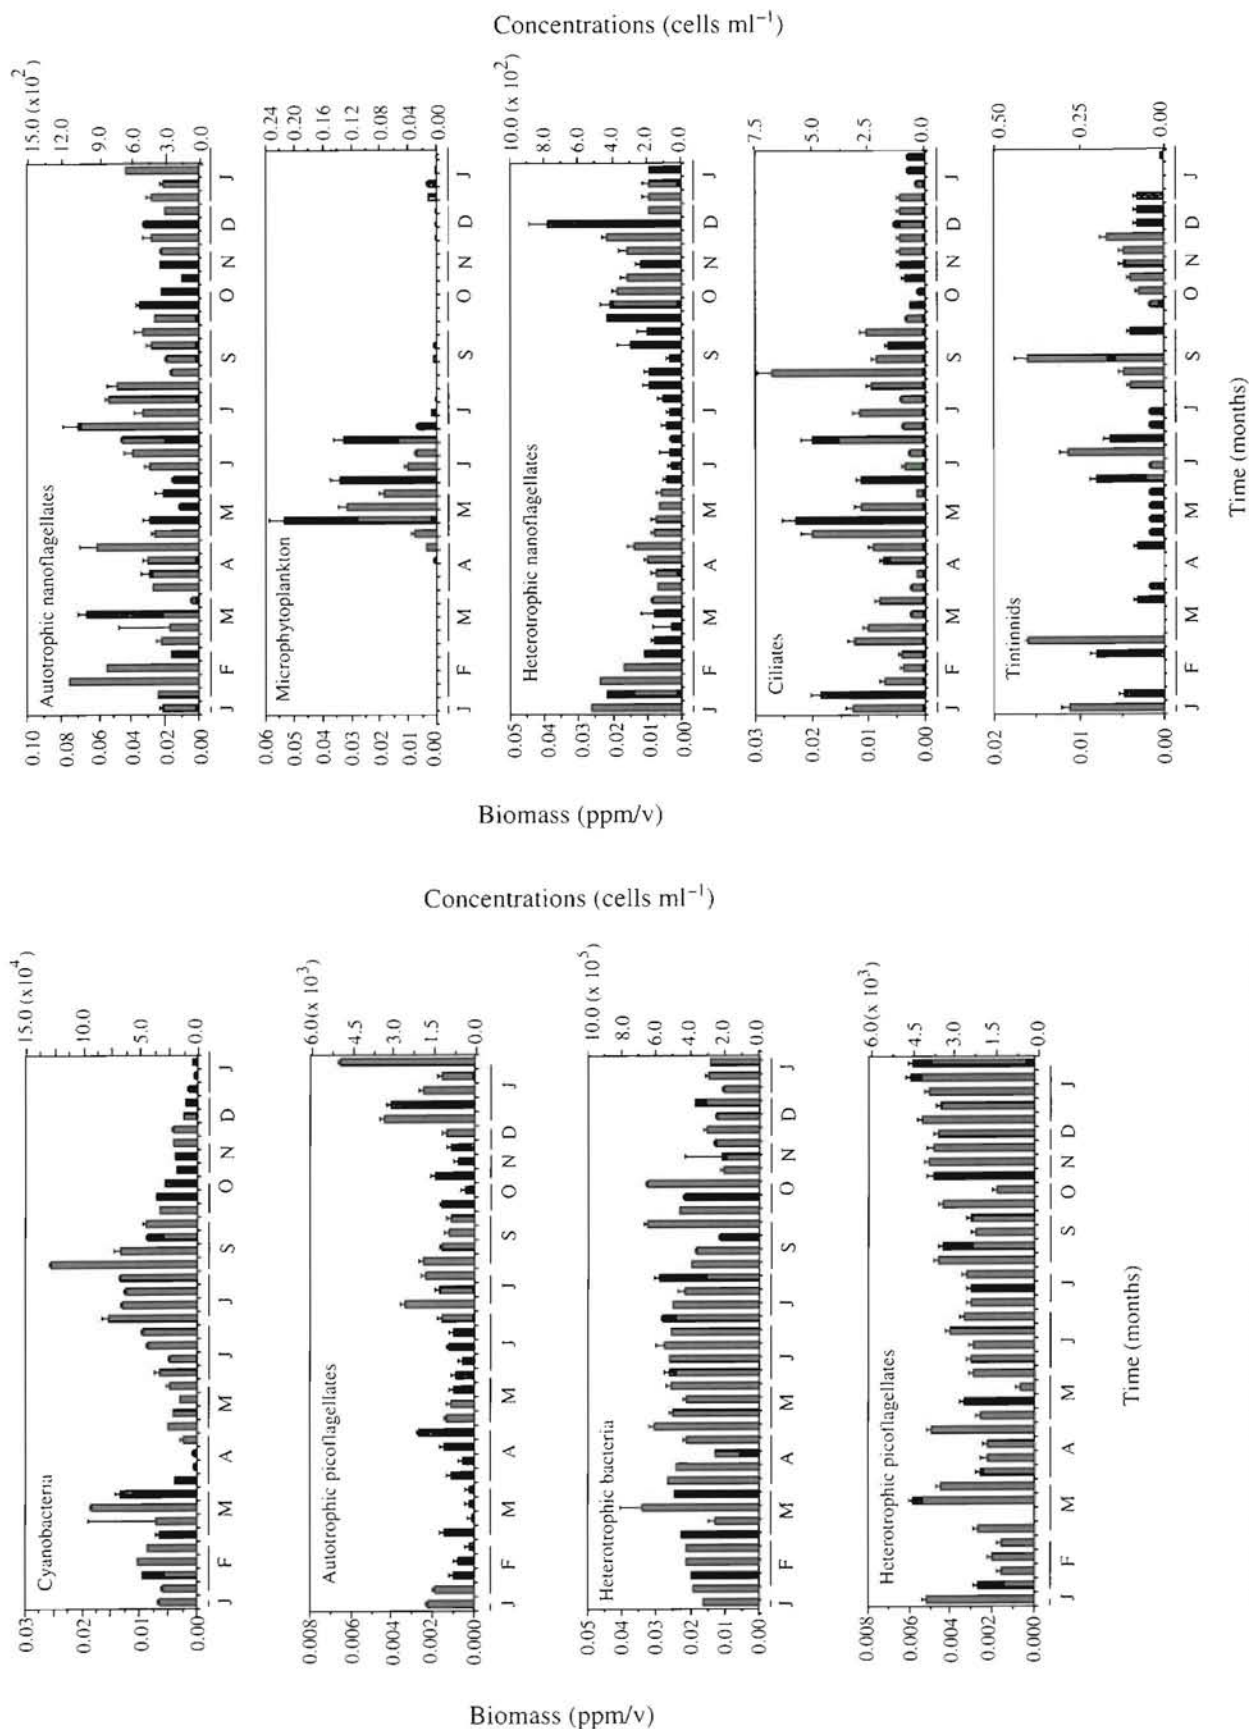 Biomass (ppm/v)
Cyanobacteria
0.03
0.02
0.01
0.00
15.0 (x 10⁴)
10.0
5.0
0.0
J F M A M J J S O N D J
Autotrophic picoflagellates
0.008
0.006
0.004
0.002
0.000
6.0 (x 10³)
4.5
3.0
1.5
0.0
J F M A M J J S O N D J
Heterotrophic bacteria
0.05
0.04
0.03
0.02
0.01
0.00
10.0 (x 10⁵)
8.0
6.0
4.0
2.0
0.0
J F M A M J J S O N D J
Heterotrophic picoflagellates
0.008
0.006
0.004
0.002
0.000
6.0 (x 10³)
4.5
3.0
1.5
0.0
J F M A M J J S O N D J
Time (months)
Concentrations (cells ml⁻¹)
Biomass (ppm/v)
Autotrophic nanoflagellates
0.10
0.08
0.06
0.04
0.02
0.00
15.0 (x 10²)
12.0
9.0
6.0
3.0
0.0
J F M A M J J S O N D J
Microphytoplankton
0.06
0.05
0.04
0.03
0.02
0.01
0.00
0.24
0.20
0.16
0.12
0.08
0.04
0.00
J F M A M J J S O N D J
Heterotrophic nanoflagellates
0.05
0.04
0.03
0.02
0.01
0.00
10.0 (x 10²)
8.0
6.0
4.0
2.0
0.0
J F M A M J J S O N D J
Ciliates
0.03
0.02
0.01
0.00
7.5
5.0
2.5
0.0
J F M A M J J S O N D J
Tintinnids
0.02
0.01
0.00
0.50
0.25
0.00
J F M A M J J S O N D J
Time (months)
Concentrations (cells ml⁻¹)